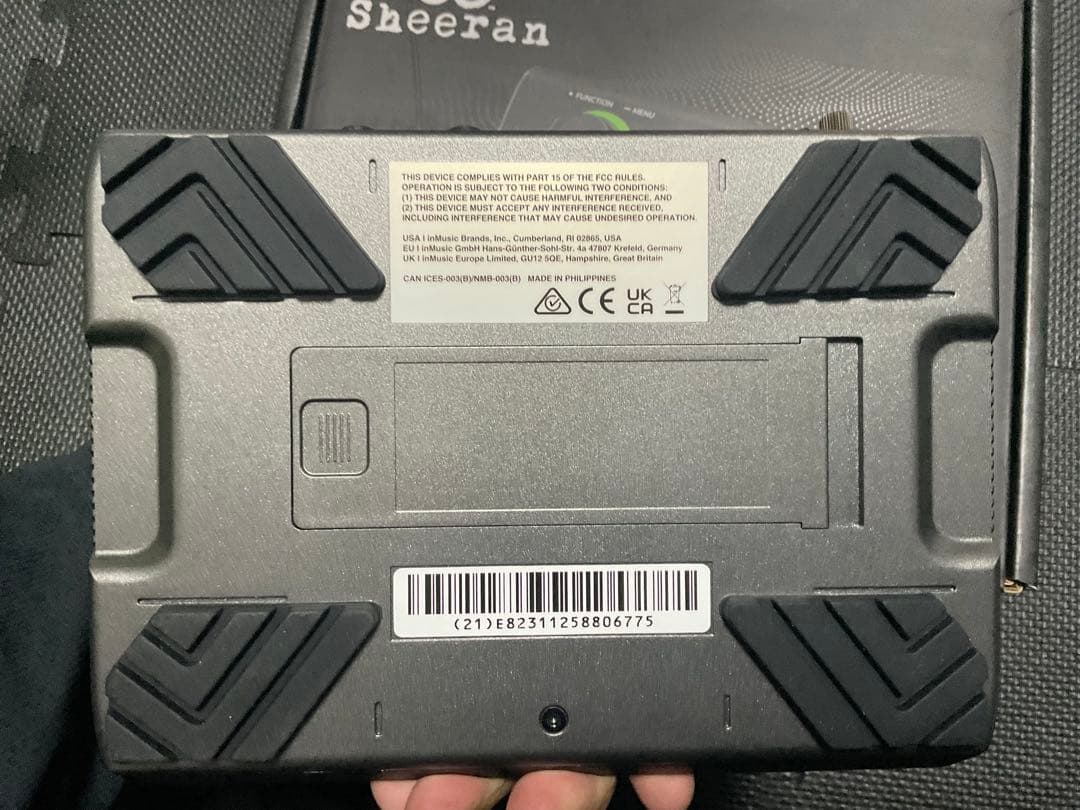 Sheeran
FUNCTION — MENU
THIS DEVICE COMPLIES WITH PART 15 OF THE FCC RULES.
OPERATION IS SUBJECT TO THE FOLLOWING TWO CONDITIONS:
(1) THIS DEVICE MAY NOT CAUSE HARMFUL INTERFERENCE, AND
(2) THIS DEVICE MUST ACCEPT ANY INTERFERENCE RECEIVED,
INCLUDING INTERFERENCE THAT MAY CAUSE UNDESIRED OPERATION.
USA I inMusic Brands, Inc., Cumberland, RI 02865, USA
EU I inMusic GmbH Hans-Günther-Sohl-Str. 4a 47807 Krefeld, Germany
UK I inMusic Europe Limited, GU12 5QE, Hampshire, Great Britain
CAN ICES-003(B)/NMB-003(B) MADE IN PHILIPPINES
CE UK
CA
(21)E82311258806775